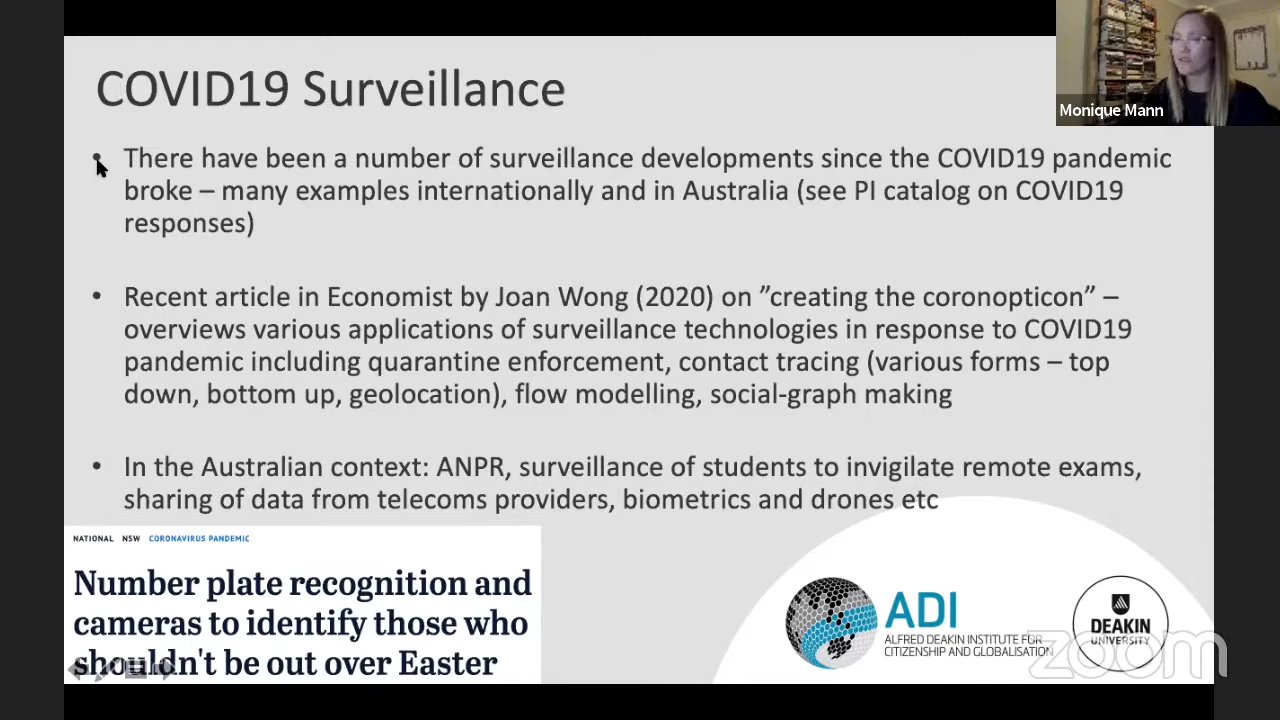 COVID19 Surveillance
Monique Mann
• There have been a number of surveillance developments since the COVID19 pandemic
broke – many examples internationally and in Australia (see PI catalog on COVID19
responses)
• Recent article in Economist by Joan Wong (2020) on ”creating the coronopticon” –
overviews various applications of surveillance technologies in response to COVID19
pandemic including quarantine enforcement, contact tracing (various forms – top
down, bottom up, geolocation), flow modelling, social-graph making
• In the Australian context: ANPR, surveillance of students to invigilate remote exams,
sharing of data from telecoms providers, biometrics and drones etc
NATIONAL NSW CORONAVIRUS PANDEMIC
Number plate recognition and
cameras to identify those who
shouldn't be out over Easter
ADI
ALFRED DEAKIN INSTITUTE FOR
CITIZENSHIP AND GLOBALISATION
DEAKIN
UNIVERSITY
zoom